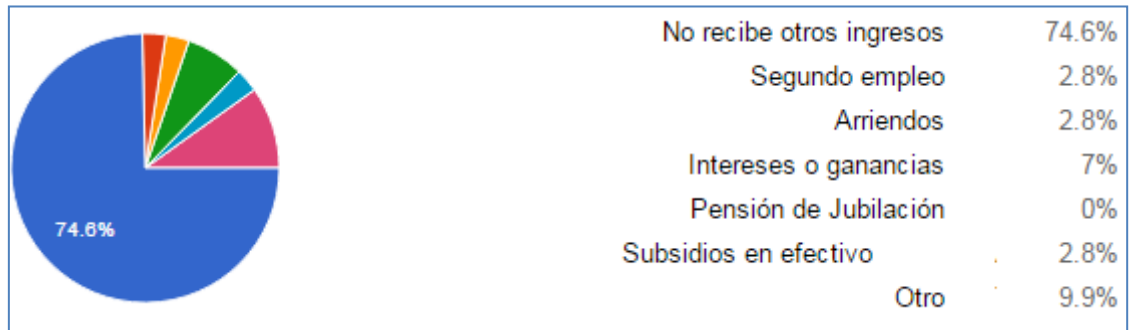 74.6%
No recibe otros ingresos 74.6%
Segundo empleo 2.8%
Arriendos 2.8%
Intereses o ganancias 7%
Pensión de Jubilación 0%
Subsidios en efectivo 2.8%
Otro 9.9%